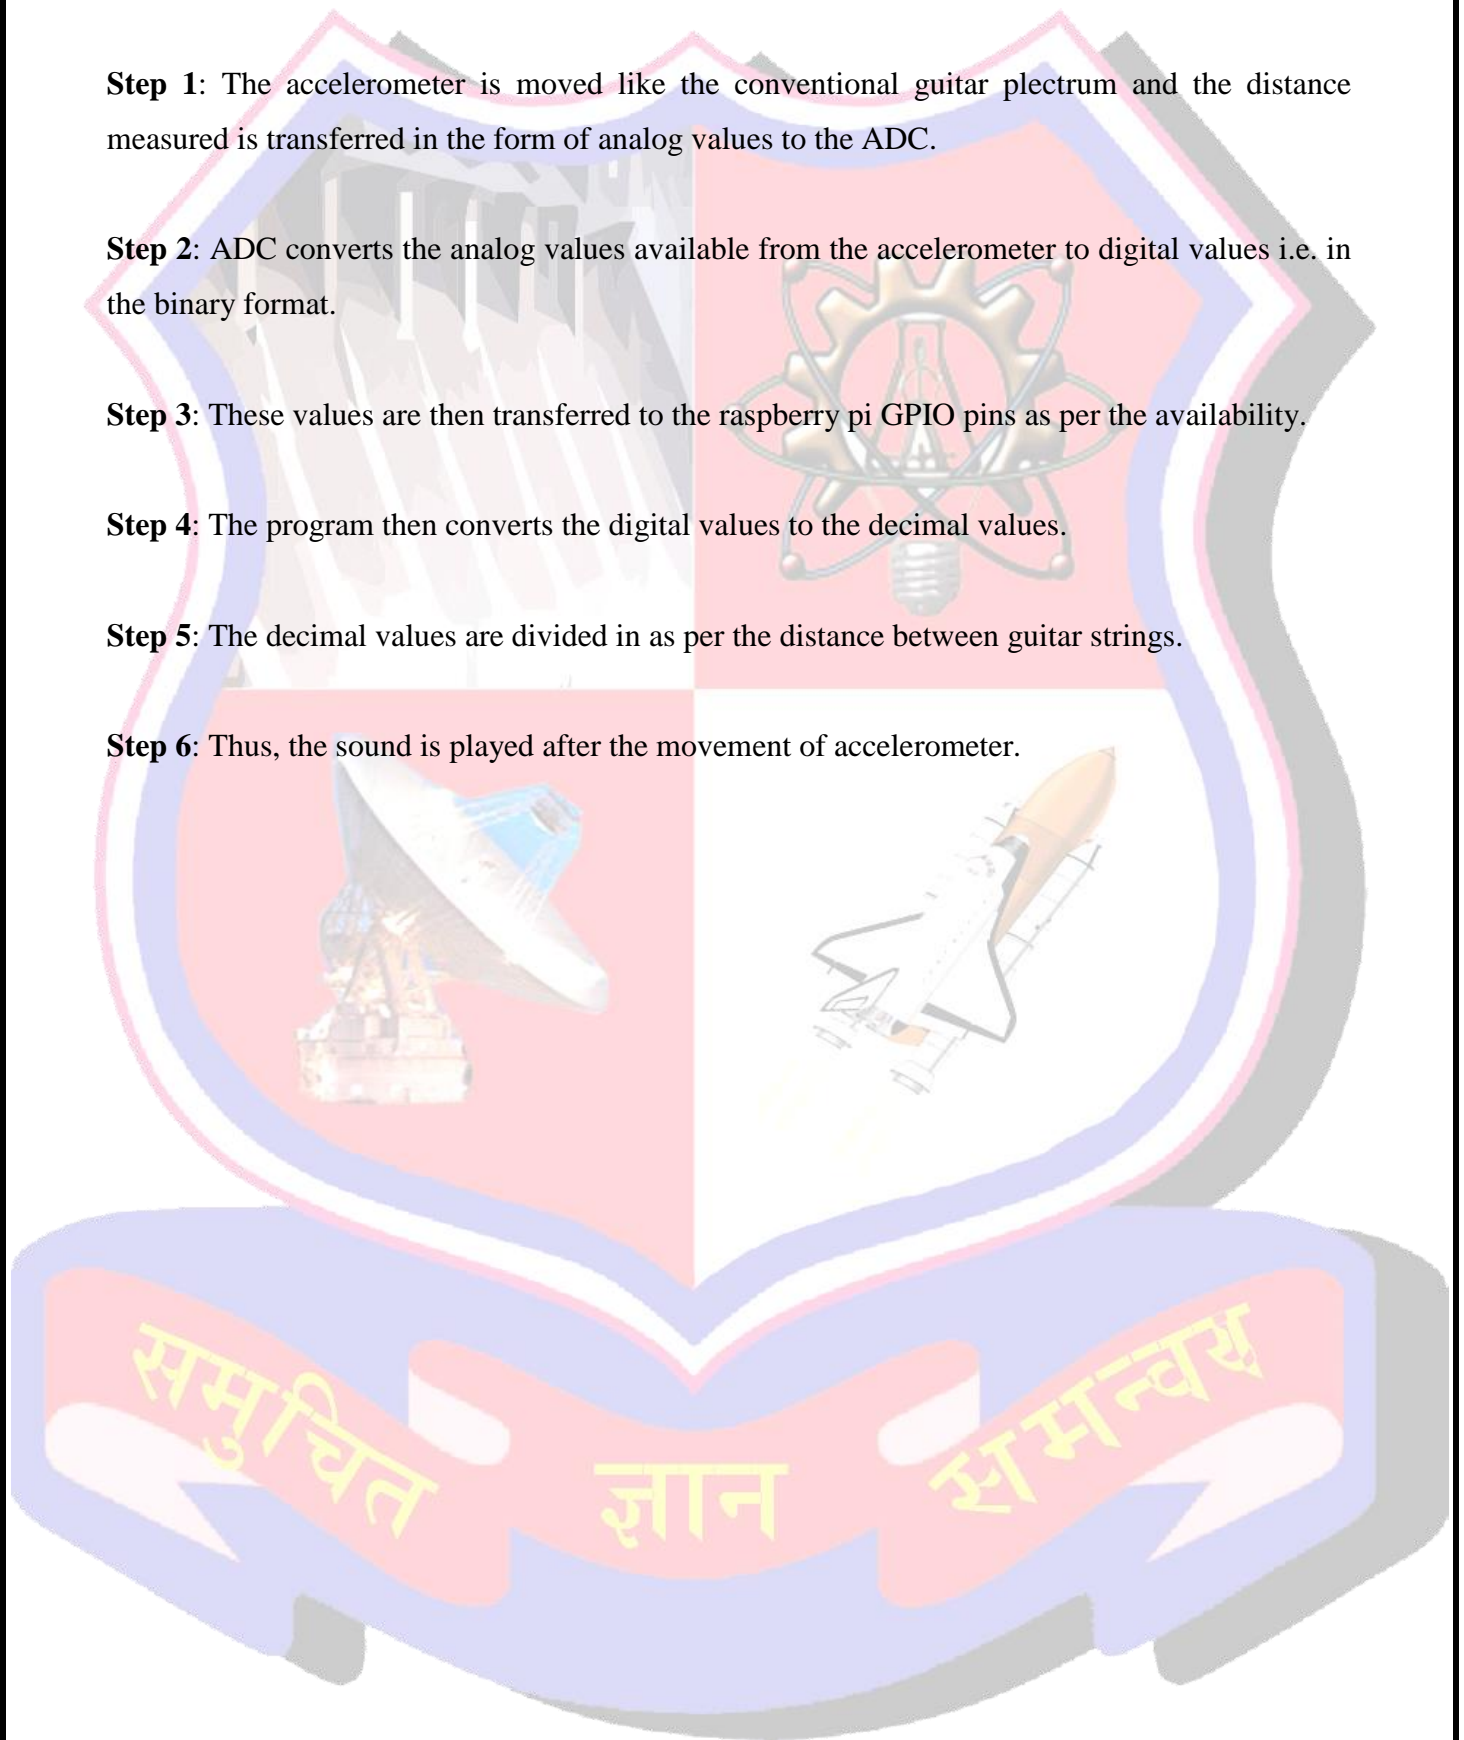 Step 1: The accelerometer is moved like the conventional guitar plectrum and the distance
measured is transferred in the form of analog values to the ADC.
Step 2: ADC converts the analog values available from the accelerometer to digital values i.e. in
the binary format.
Step 3: These values are then transferred to the raspberry pi GPIO pins as per the availability.
Step 4: The program then converts the digital values to the decimal values.
Step 5: The decimal values are divided in as per the distance between guitar strings.
Step 6: Thus, the sound is played after the movement of accelerometer.
समुचित ज्ञान समन्वय